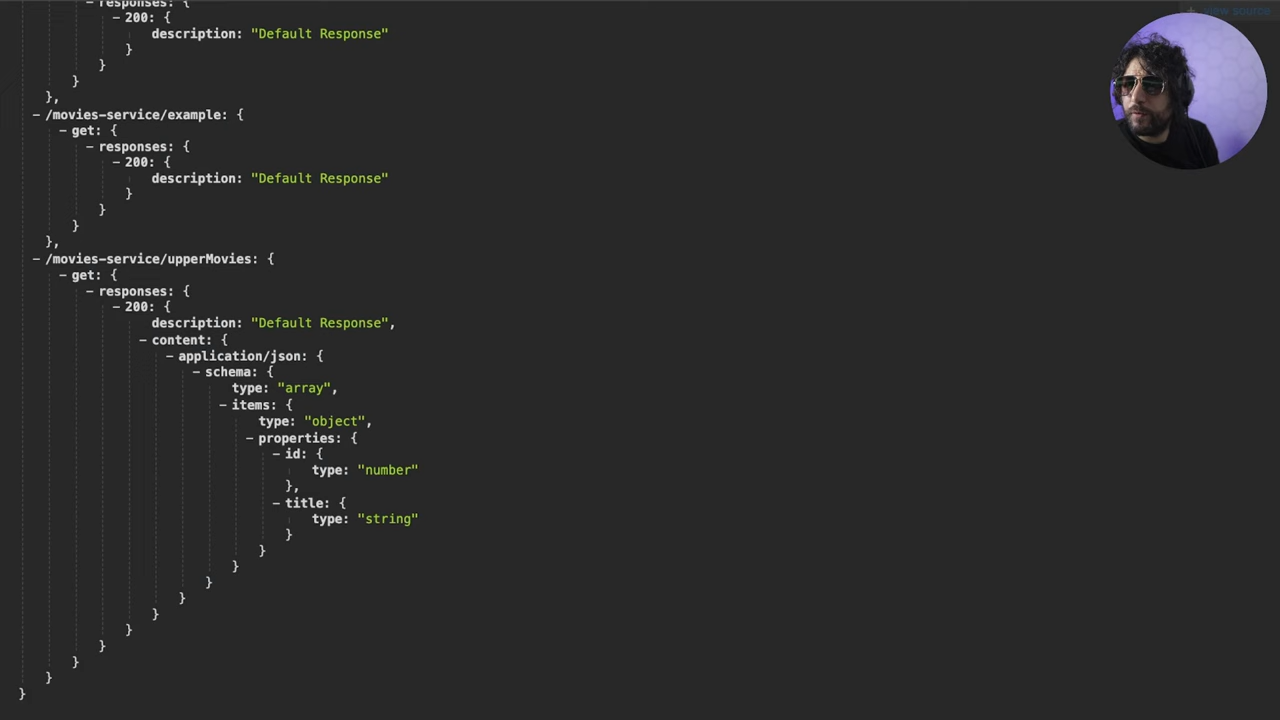 – responses: {
– 200: {
description: "Default Response"
}
}
}
},
– /movies-service/example: {
– get: {
– responses: {
– 200: {
description: "Default Response"
}
}
}
},
– /movies-service/upperMovies: {
– get: {
– responses: {
– 200: {
description: "Default Response",
– content: {
– application/json: {
– schema: {
type: "array",
– items: {
type: "object",
– properties: {
– id: {
type: "number"
},
– title: {
type: "string"
}
}
}
}
}
}
}
}
}
}
}
+ view source